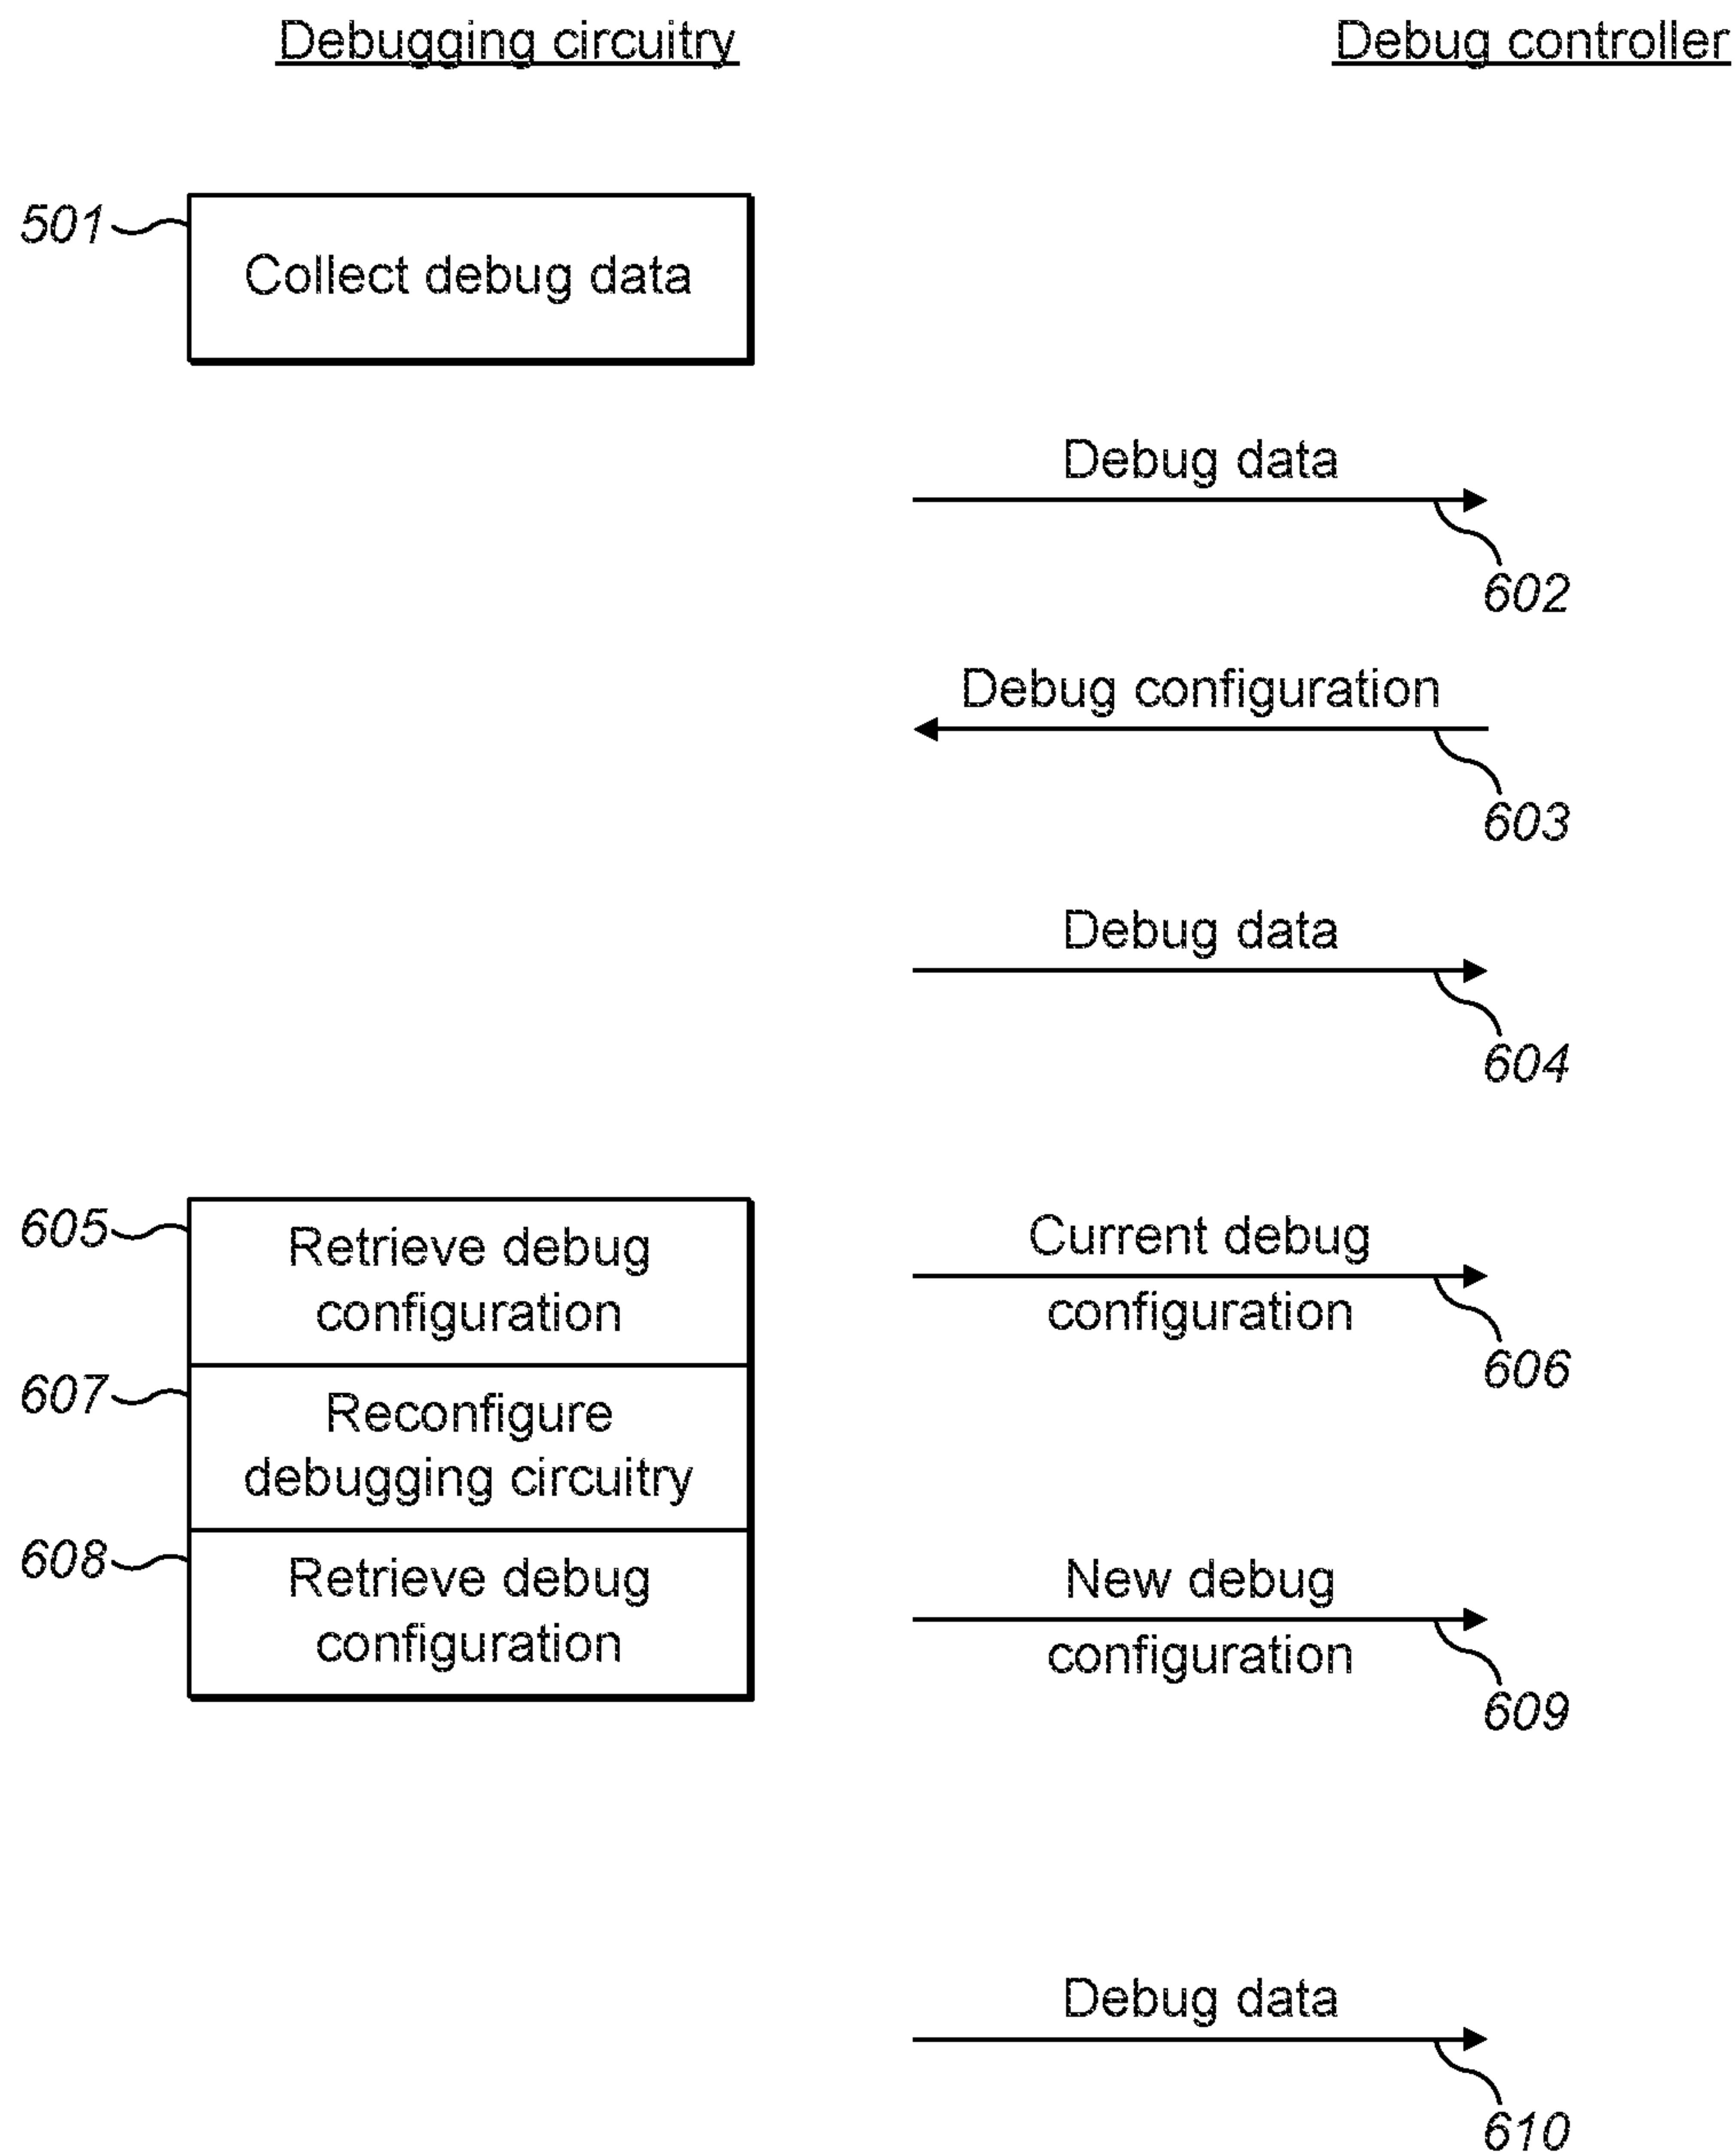 Debugging circuitry
Debug controller
501
Collect debug data
Debug data
602
Debug configuration
603
Debug data
604
605
Retrieve debug
configuration
Current debug
configuration
606
607
Reconfigure
debugging circuitry
608
Retrieve debug
configuration
New debug
configuration
609
Debug data
610